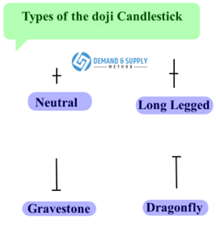 Types of the doji Candlestick
DEMAND & SUPPLY
METHOD
Neutral
Long Legged
Gravestone
Dragonfly